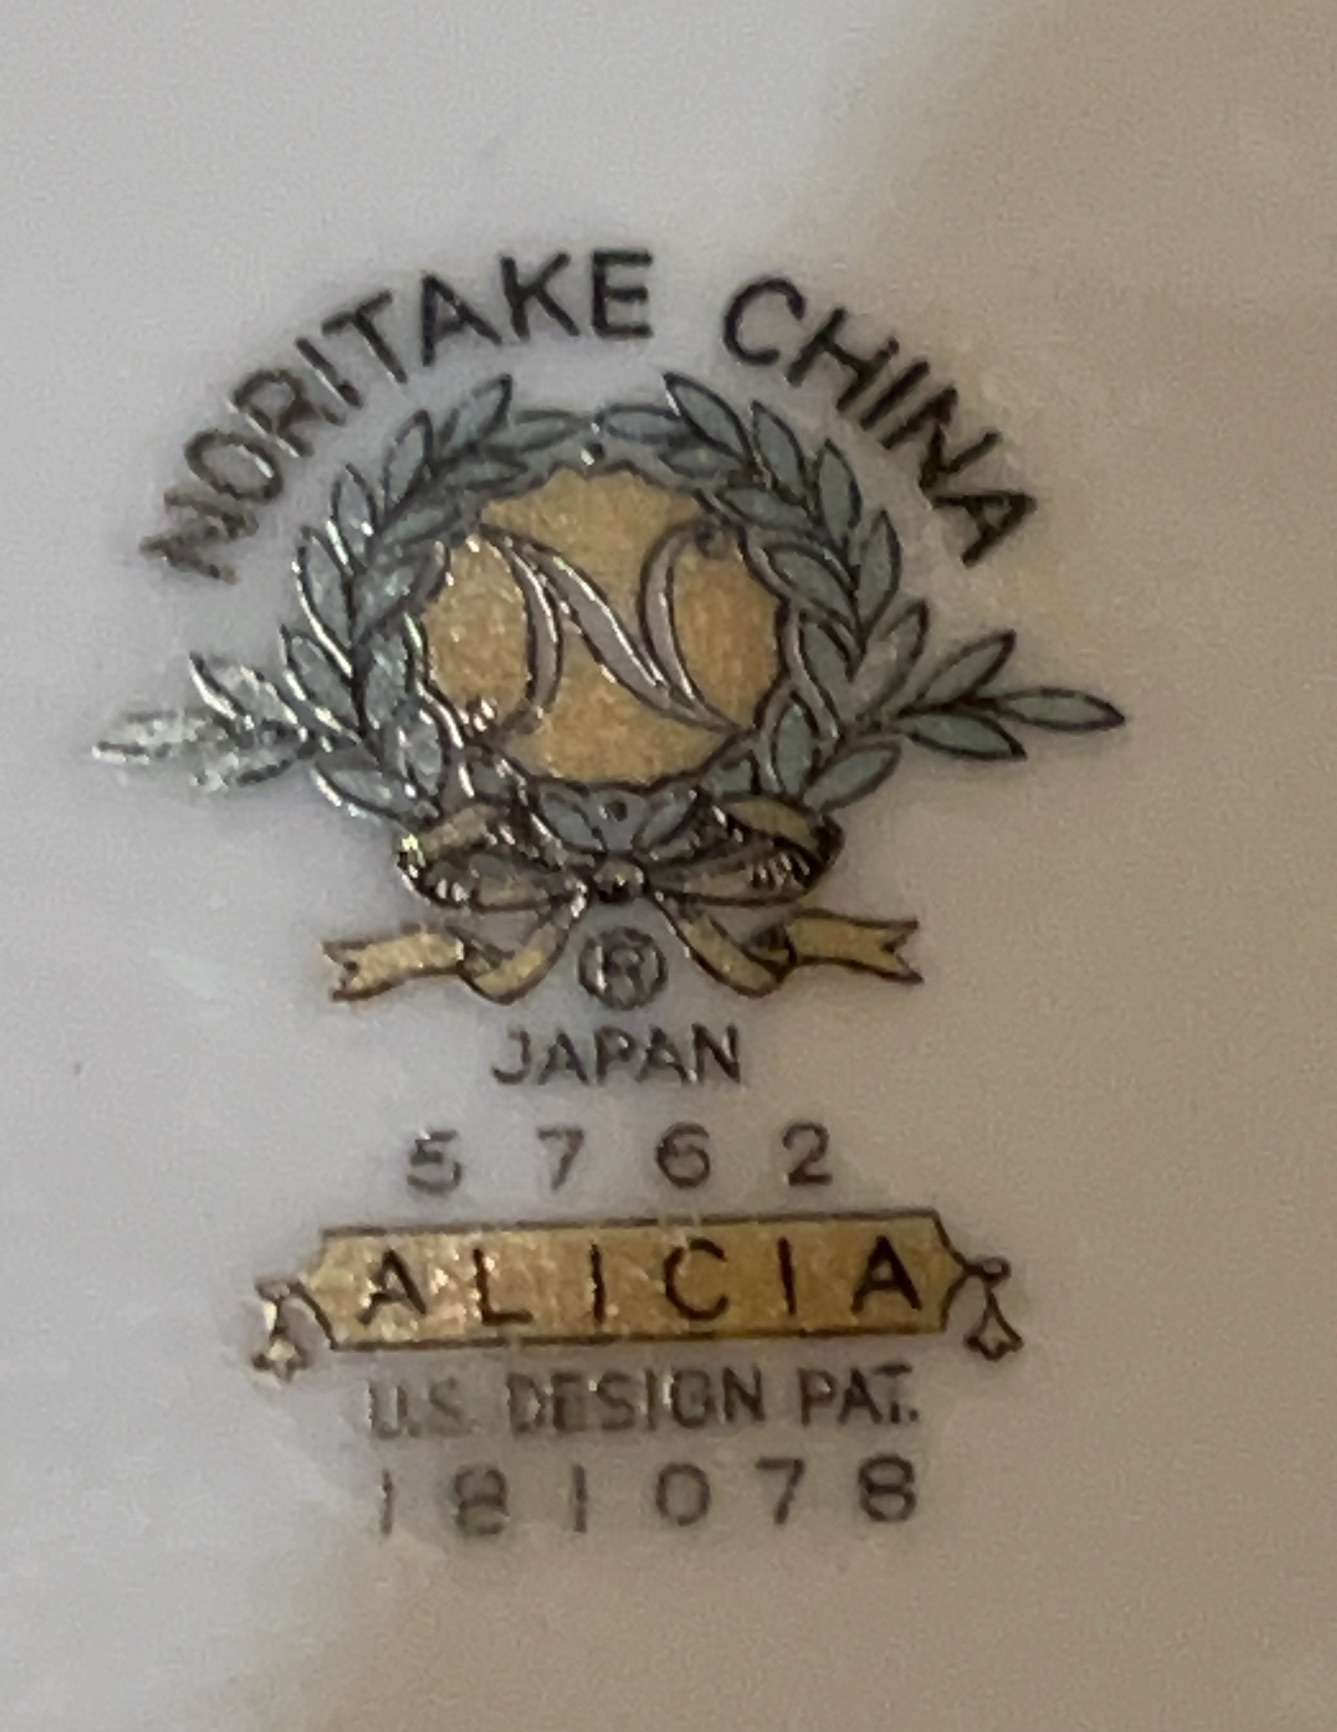 NORITAKE CHINA
N
®
JAPAN
5762
ALICIA
U.S. DESIGN PAT.
181078